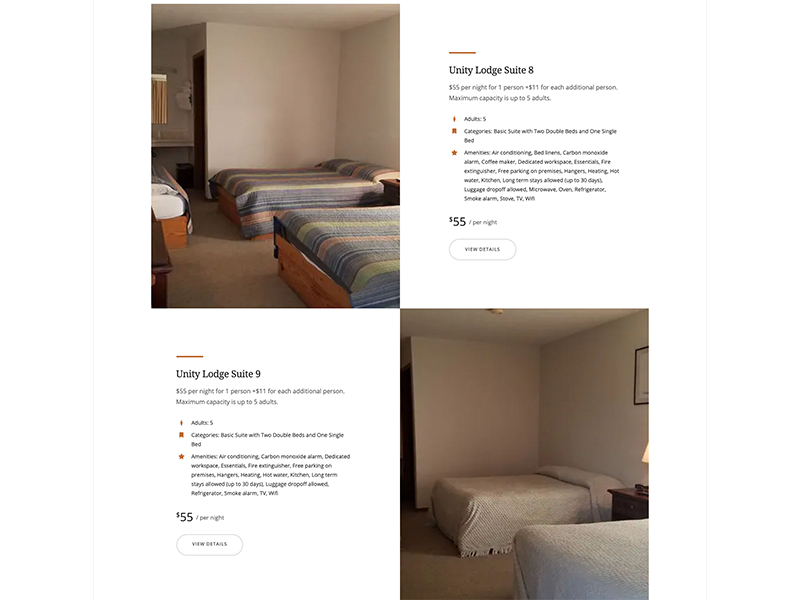 Unity Lodge Suite 8
$55 per night for 1 person +$11 for each additional person.
Maximum capacity is up to 5 adults.
Adults: 5
Categories: Basic Suite with Two Double Beds and One Single
Bed
Amenities: Air conditioning, Bed linens, Carbon monoxide
alarm, Coffee maker, Dedicated workspace, Essentials, Fire
extinguisher, Free parking on premises, Hangers, Heating, Hot
water, Kitchen, Long term stays allowed (up to 30 days),
Luggage dropoff allowed, Microwave, Oven, Refrigerator,
Smoke alarm, Stove, TV, Wifi
$55 / per night
VIEW DETAILS
Unity Lodge Suite 9
$55 per night for 1 person +$11 for each additional person.
Maximum capacity is up to 5 adults.
Adults: 5
Categories: Basic Suite with Two Double Beds and One Single
Bed
Amenities: Air conditioning, Carbon monoxide alarm, Dedicated
workspace, Essentials, Fire extinguisher, Free parking on
premises, Hangers, Heating, Hot water, Kitchen, Long term
stays allowed (up to 30 days), Luggage dropoff allowed,
Refrigerator, Smoke alarm, TV, Wifi
$55 / per night
VIEW DETAILS